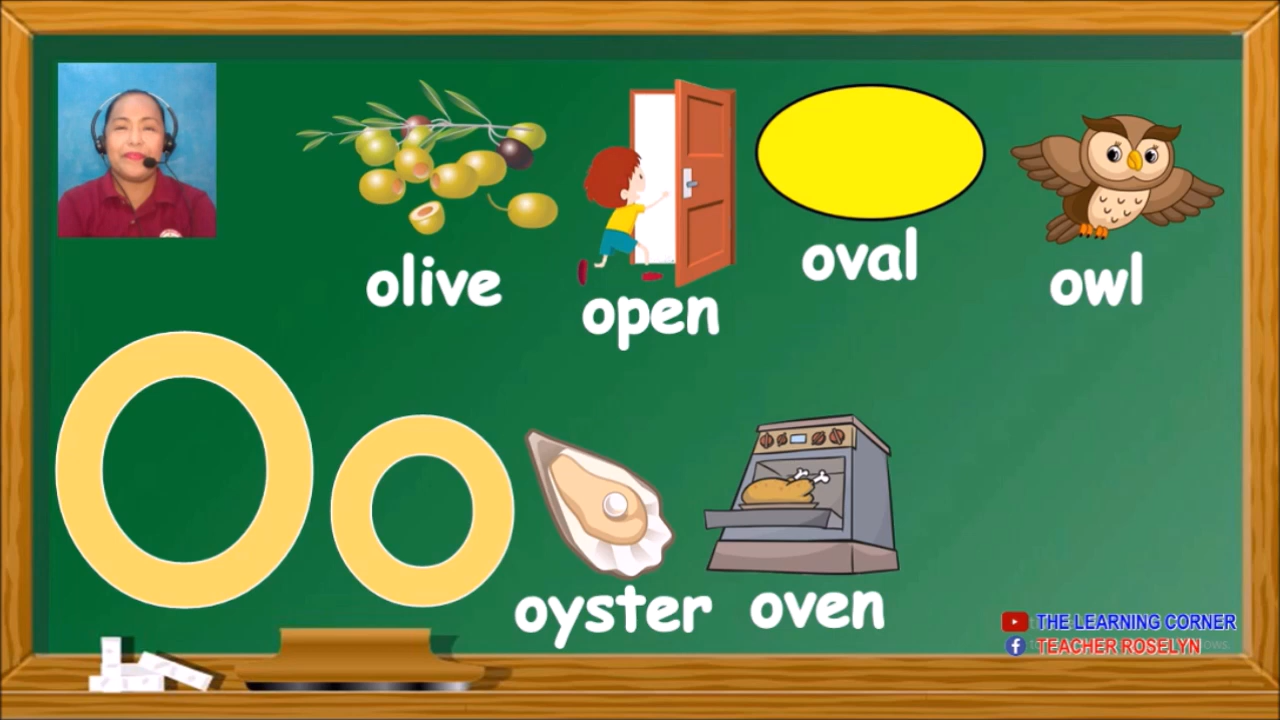 olive
open
oval
owl
Oo
oyster
oven
THE LEARNING CORNER
TEACHER ROSELYN